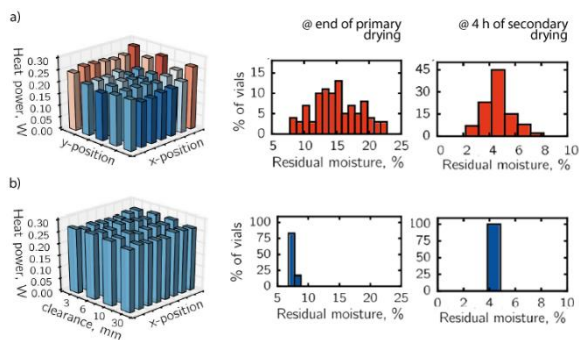 a)
@ end of primary
drying
@ 4 h of secondary
drying
Heat power, W
0.30
0.25
0.20
0.15
0.10
0.05
0.00
y-position
x-position
% of vials
15
10
5
0
5 10 15 20 25
Residual moisture, %
45
30
15
0
0 2 4 6 8 10
Residual moisture, %
b)
Heat power, W
0.30
0.25
0.20
0.15
0.10
0.05
0.00
3 6 10 30
clearance, mm
x-position
% of vials
100
75
50
25
0
5 10 15 20 25
Residual moisture, %
100
75
50
25
0
0 2 4 6 8 10
Residual moisture, %